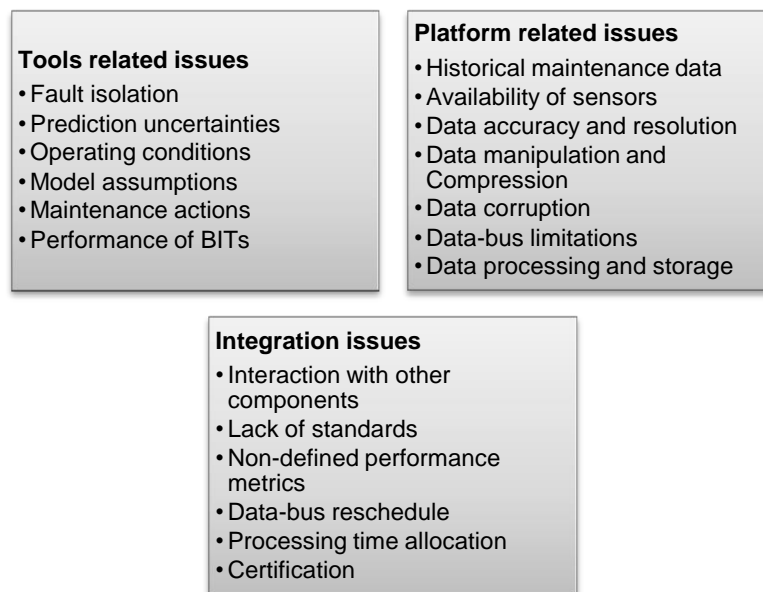 Tools related issues
• Fault isolation
• Prediction uncertainties
• Operating conditions
• Model assumptions
• Maintenance actions
• Performance of BITs
Platform related issues
• Historical maintenance data
• Availability of sensors
• Data accuracy and resolution
• Data manipulation and
Compression
• Data corruption
• Data-bus limitations
• Data processing and storage
Integration issues
• Interaction with other
components
• Lack of standards
• Non-defined performance
metrics
• Data-bus reschedule
• Processing time allocation
• Certification